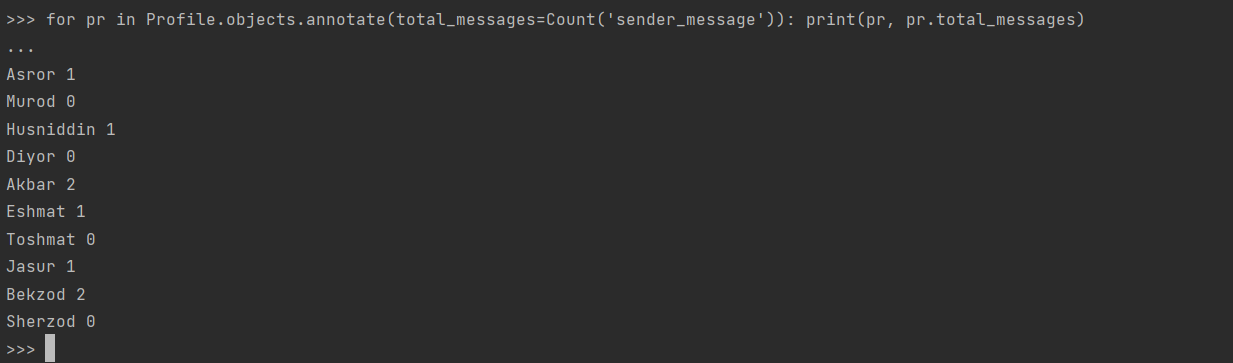 >>> for pr in Profile.objects.annotate(total_messages=Count('sender_message')): print(pr, pr.total_messages)
...
Asror 1
Murod 0
Husniddin 1
Diyor 0
Akbar 2
Eshmat 1
Toshmat 0
Jasur 1
Bekzod 2
Sherzod 0
>>>